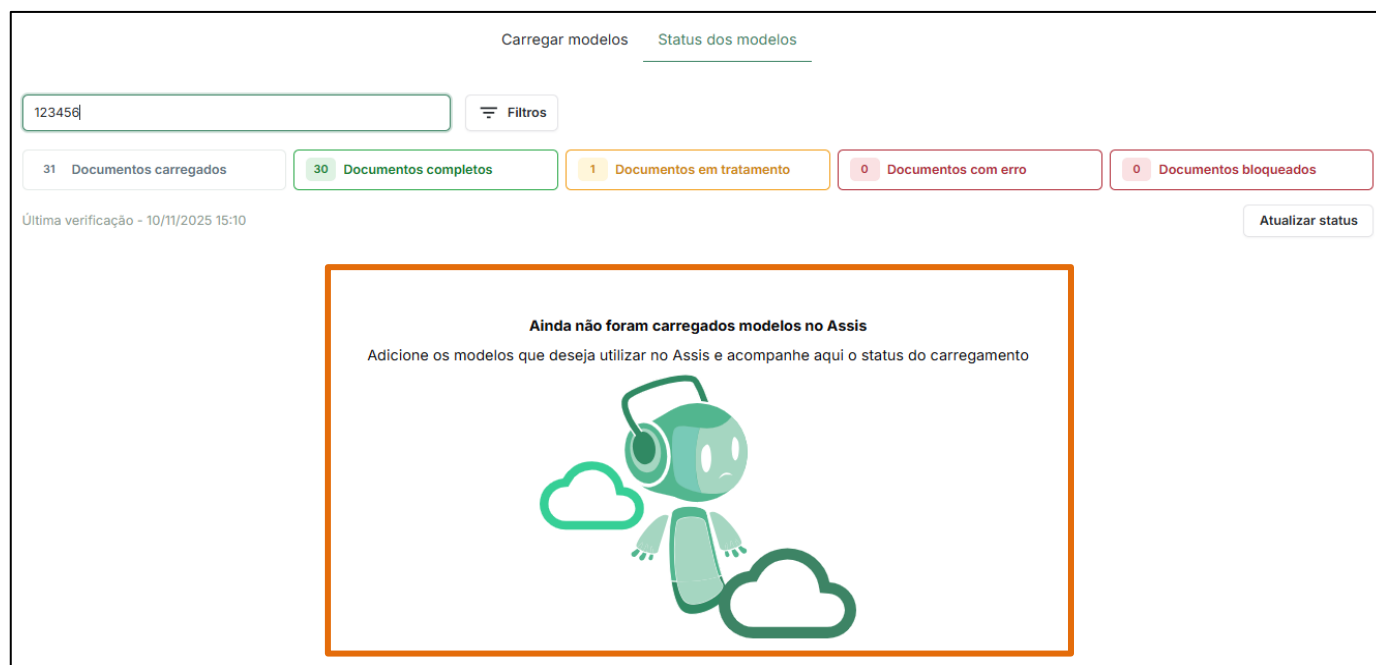 Carregar modelos Status dos modelos
123456 Filtros
31 Documentos carregados 30 Documentos completos 1 Documentos em tratamento 0 Documentos com erro 0 Documentos bloqueados
Última verificação - 10/11/2025 15:10 Atualizar status
Ainda não foram carregados modelos no Assis
Adicione os modelos que deseja utilizar no Assis e acompanhe aqui o status do carregamento